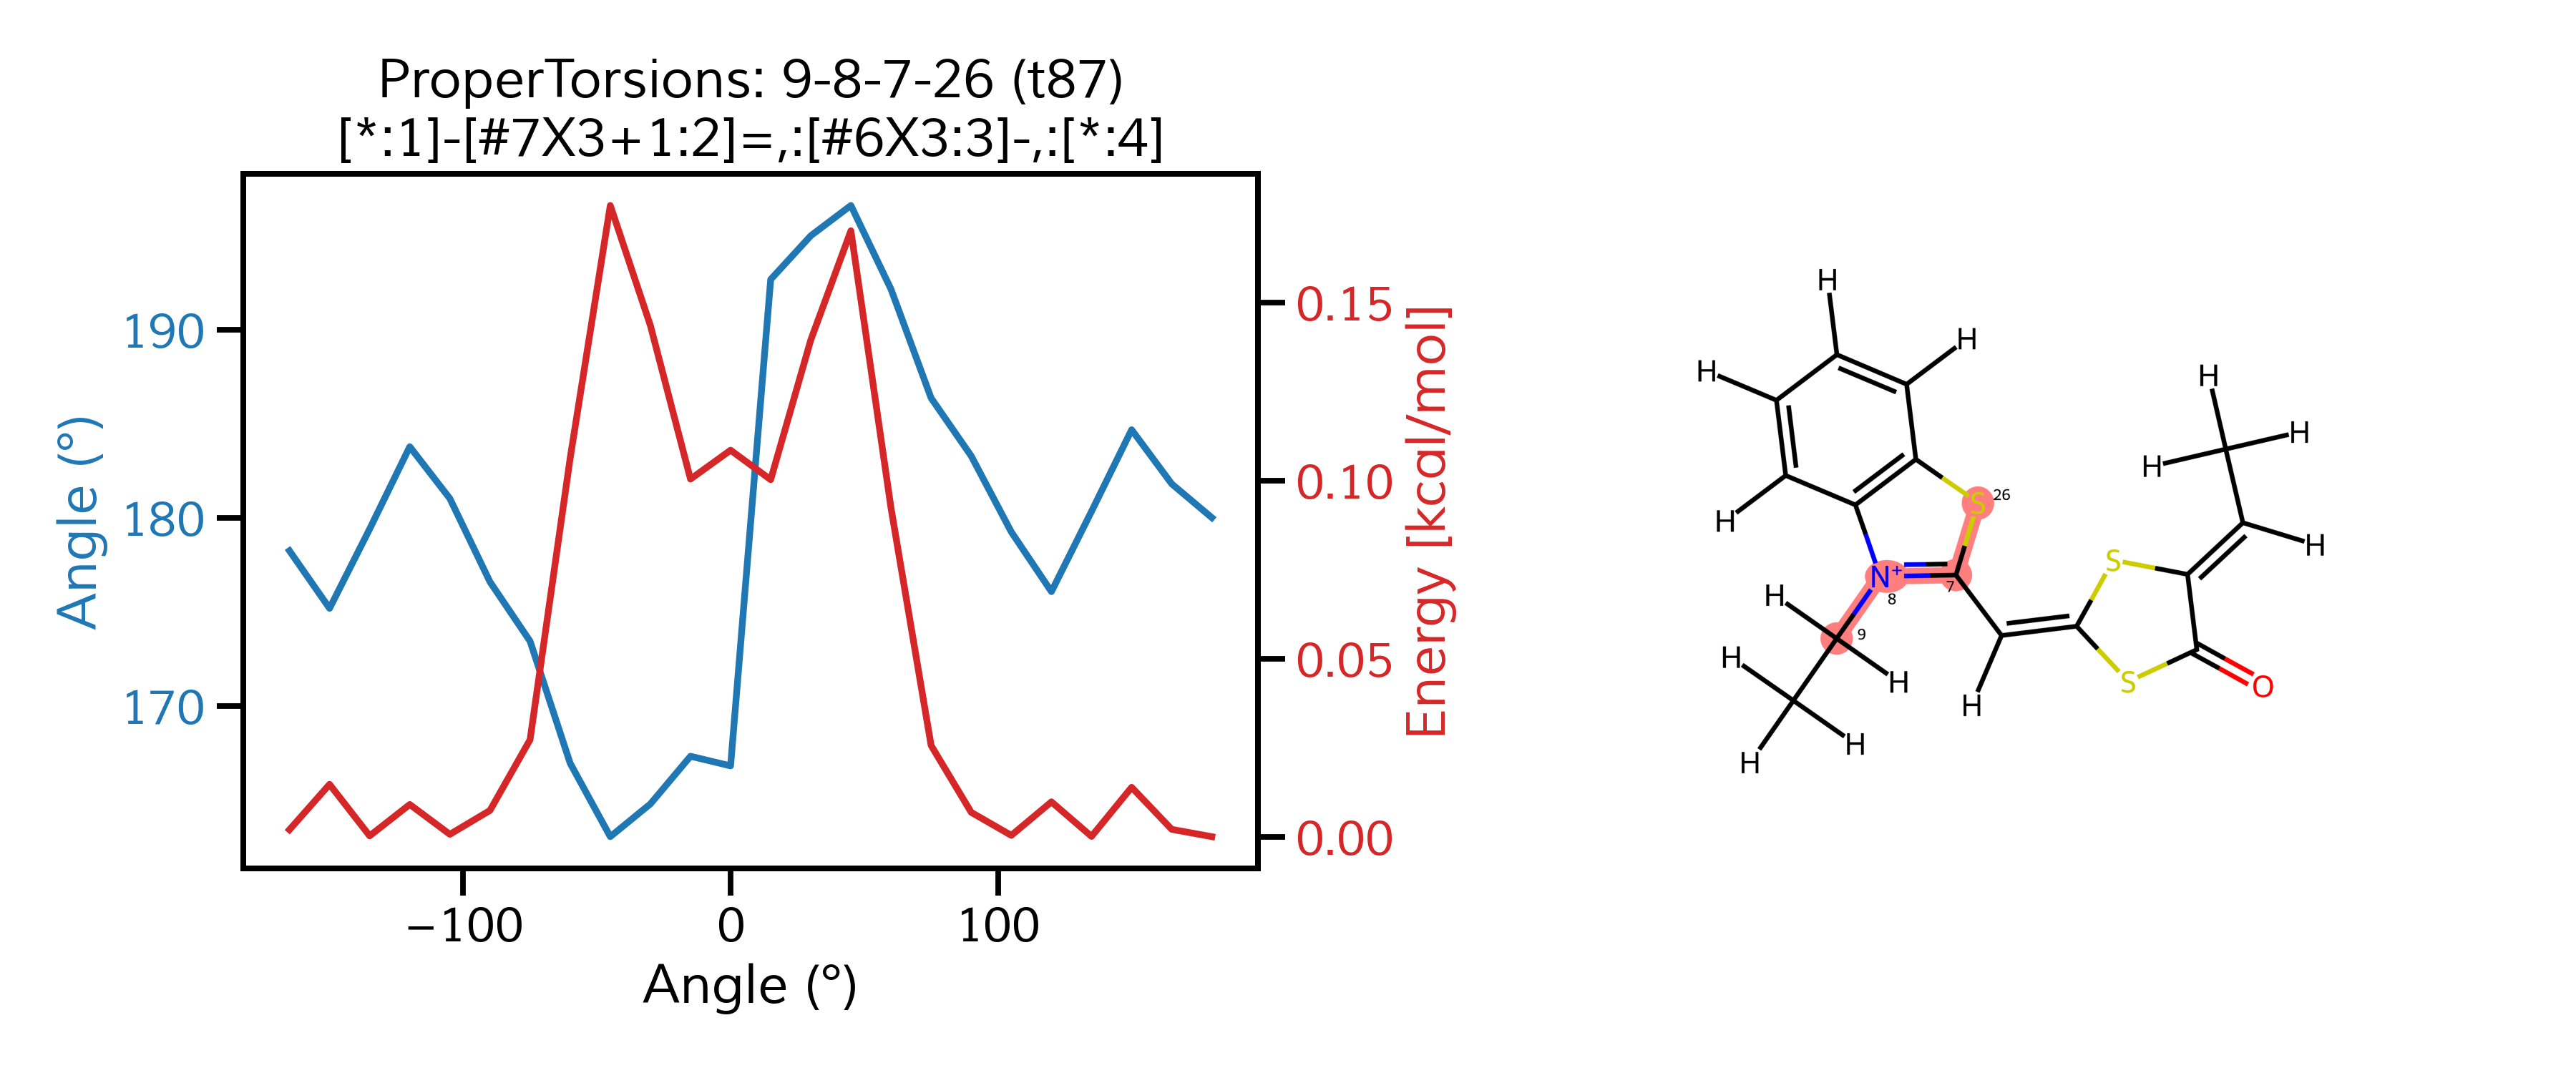 ProperTorsions: 9-8-7-26 (t87)
[*:1]-[#7X3+1:2]=,:[#6X3:3]-,:[*:4]
190
180
170
Angle (°)
0.15
0.10
0.05
0.00
Energy [kcal/mol]
−100
0
100
Angle (°)
H
H
H
H
H
H
H
H
S
26
S
H
N+
8
7
H
9
H
H
S
O
H
H
H